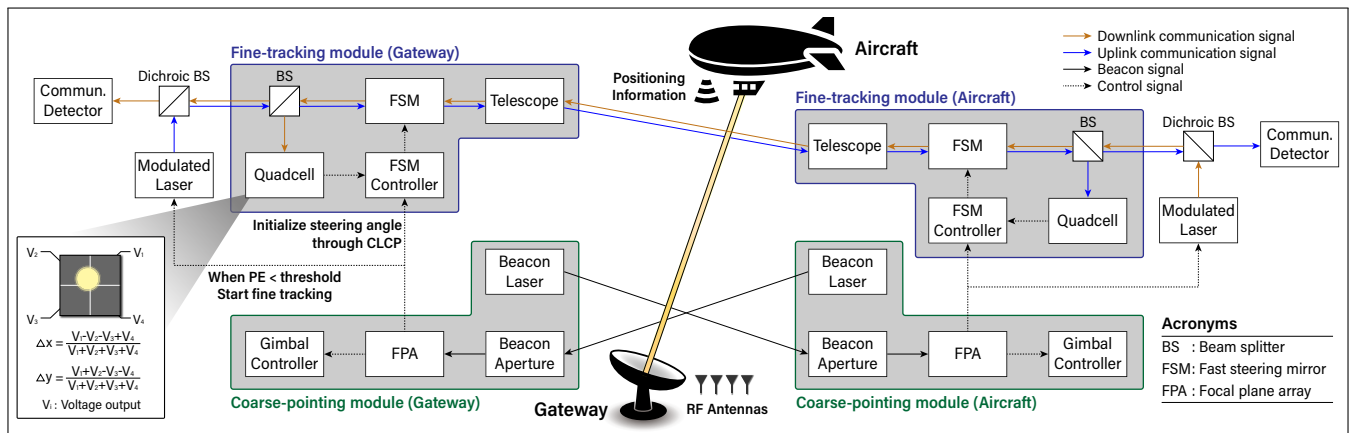 Fine-tracking module (Gateway)
Dichroic BS
BS
Commun.
Detector
FSM
Telescope
Modulated
Laser
Quadcell
FSM
Controller
Initialize steering angle
through CLCP
When PE < threshold
Start fine tracking
V₂
V₁
V₃
V₄
△x = V₁-V₂-V₃+V₄ / V₁+V₂+V₃+V₄
△y = V₁+V₂-V₃-V₄ / V₁+V₂+V₃+V₄
Vᵢ : Voltage output
Beacon
Laser
Gimbal
Controller
FPA
Beacon
Aperture
Coarse-pointing module (Gateway)
Aircraft
Positioning
Information
Gateway
RF Antennas
Downlink communication signal
Uplink communication signal
Beacon signal
Control signal
Fine-tracking module (Aircraft)
BS
Dichroic BS
Telescope
FSM
Commun.
Detector
FSM
Controller
Quadcell
Modulated
Laser
Beacon
Laser
Beacon
Aperture
FPA
Gimbal
Controller
Coarse-pointing module (Aircraft)
Acronyms
BS : Beam splitter
FSM : Fast steering mirror
FPA : Focal plane array